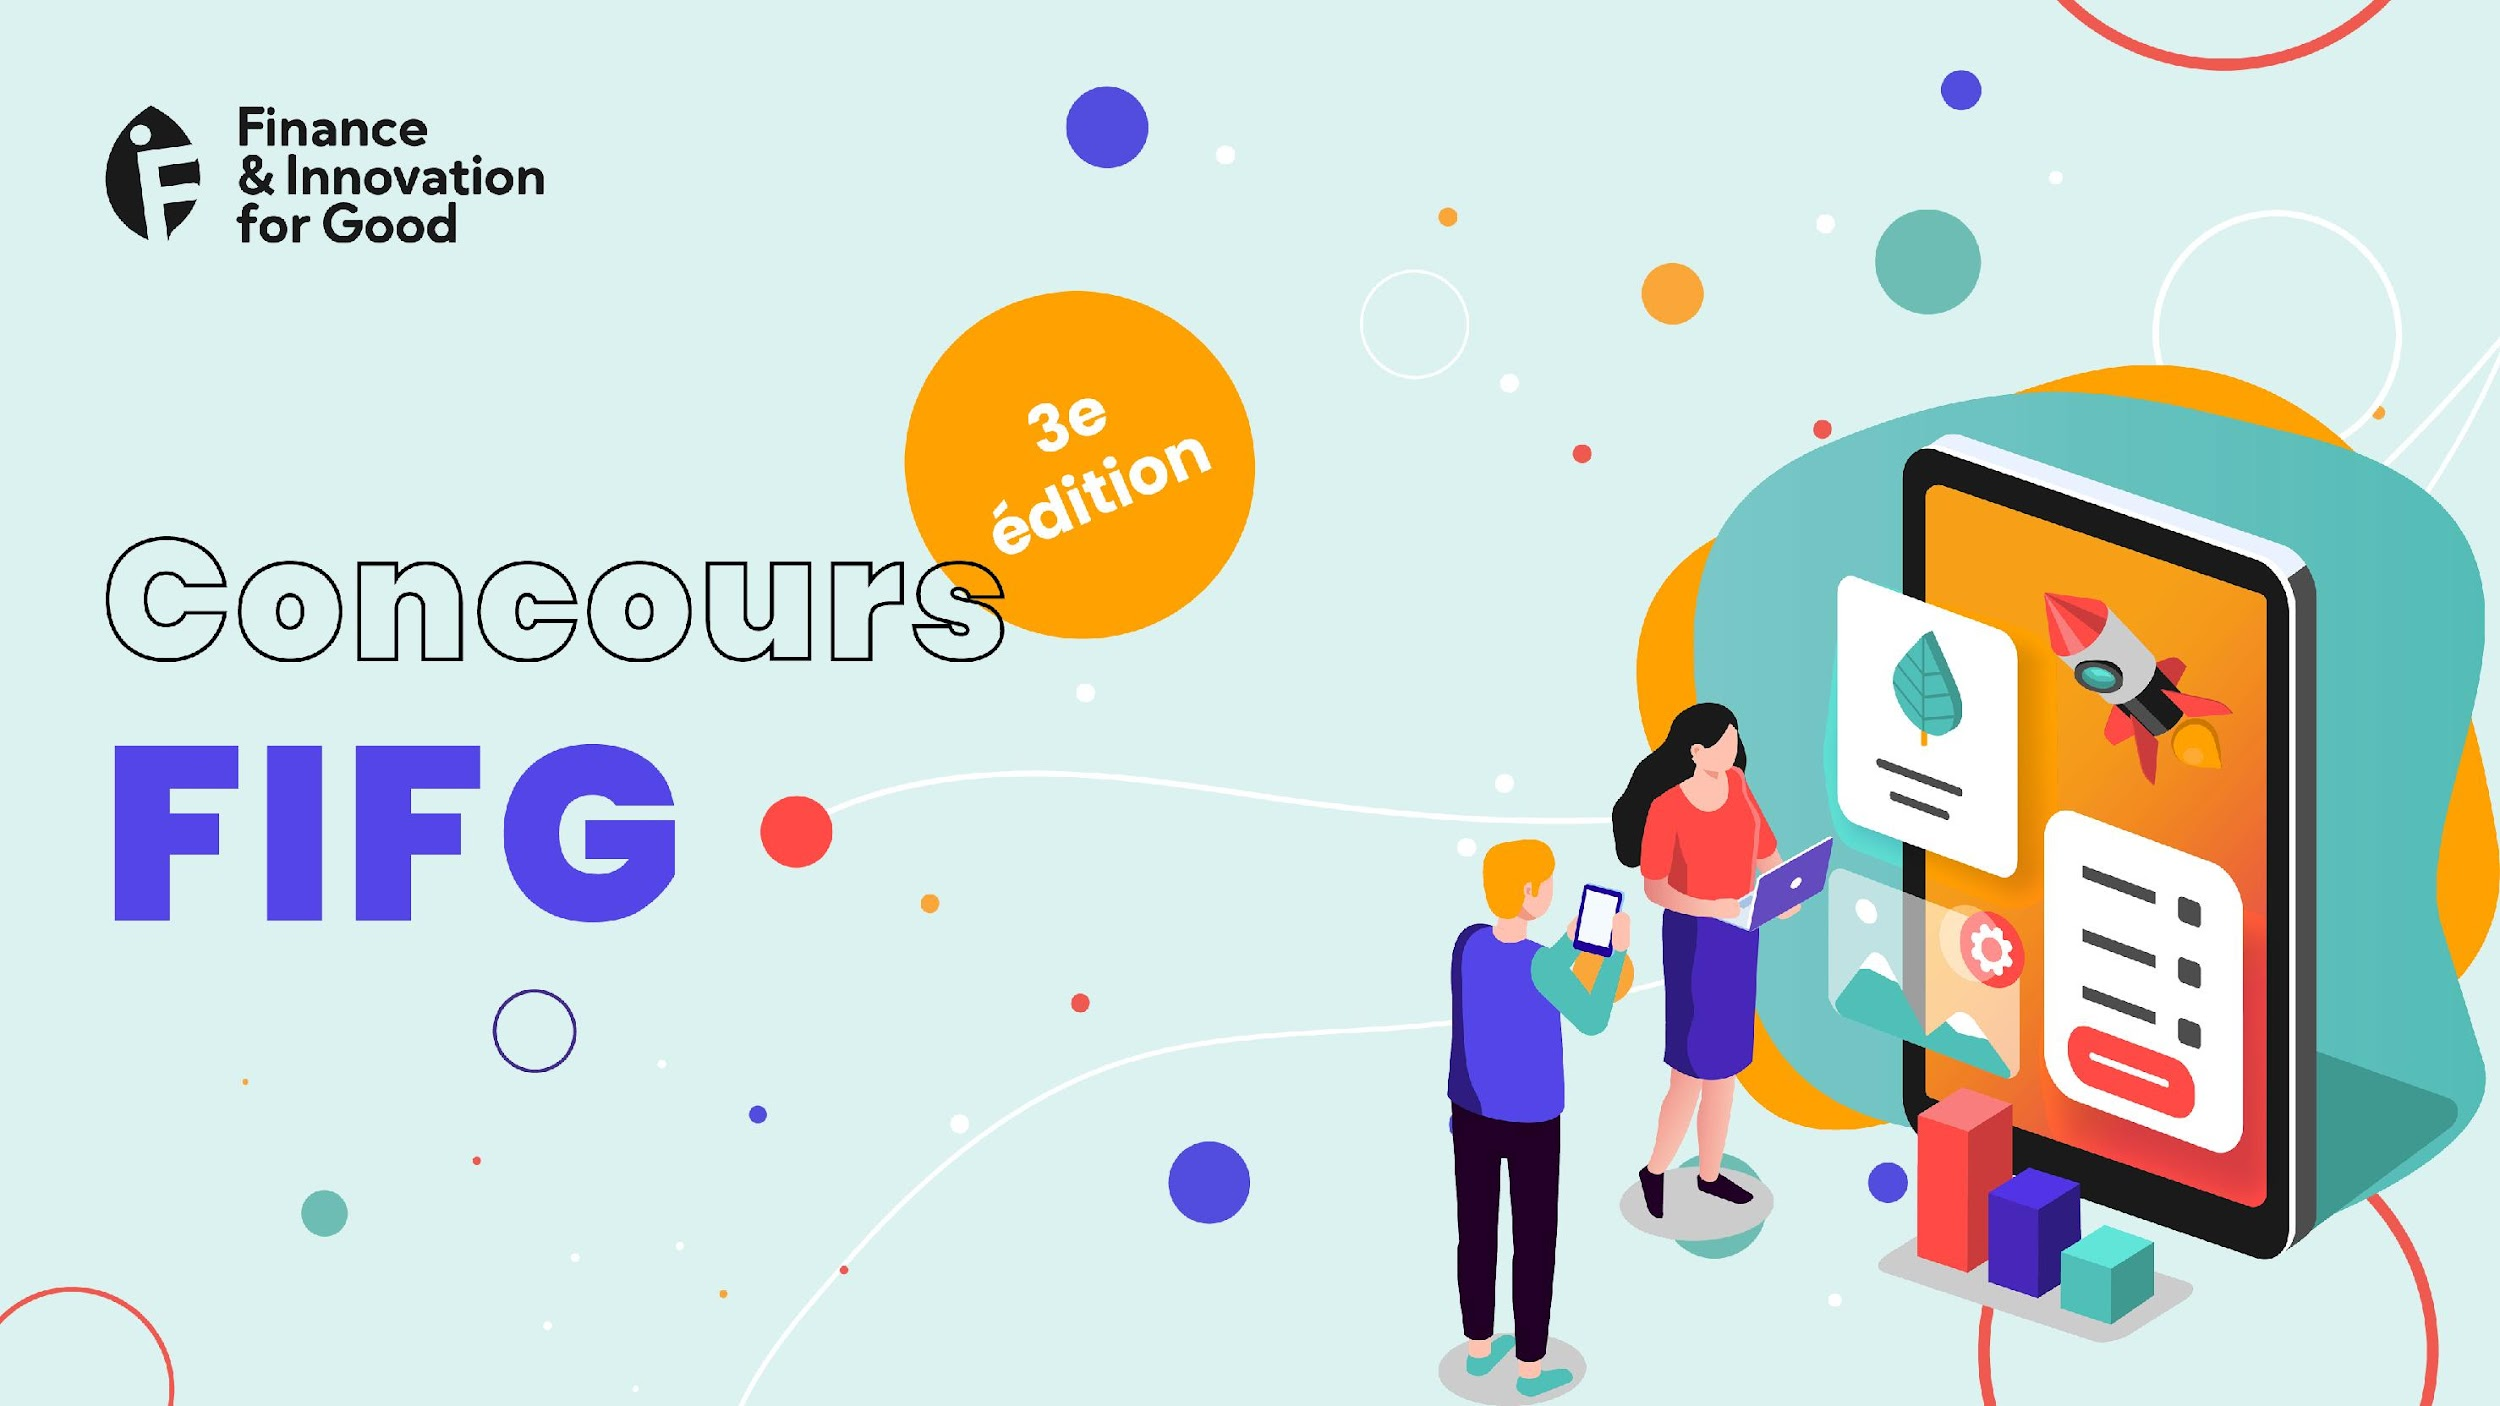 Finance
& Innovation
for Good
3e
édition
Concours
FIFG